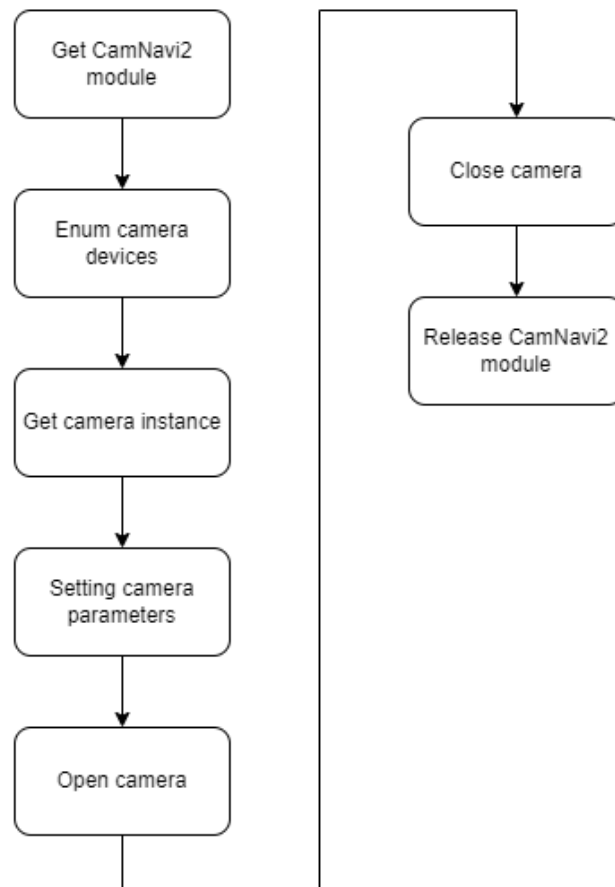 Get CamNavi2
module
Enum camera
devices
Get camera instance
Setting camera
parameters
Open camera
Close camera
Release CamNavi2
module